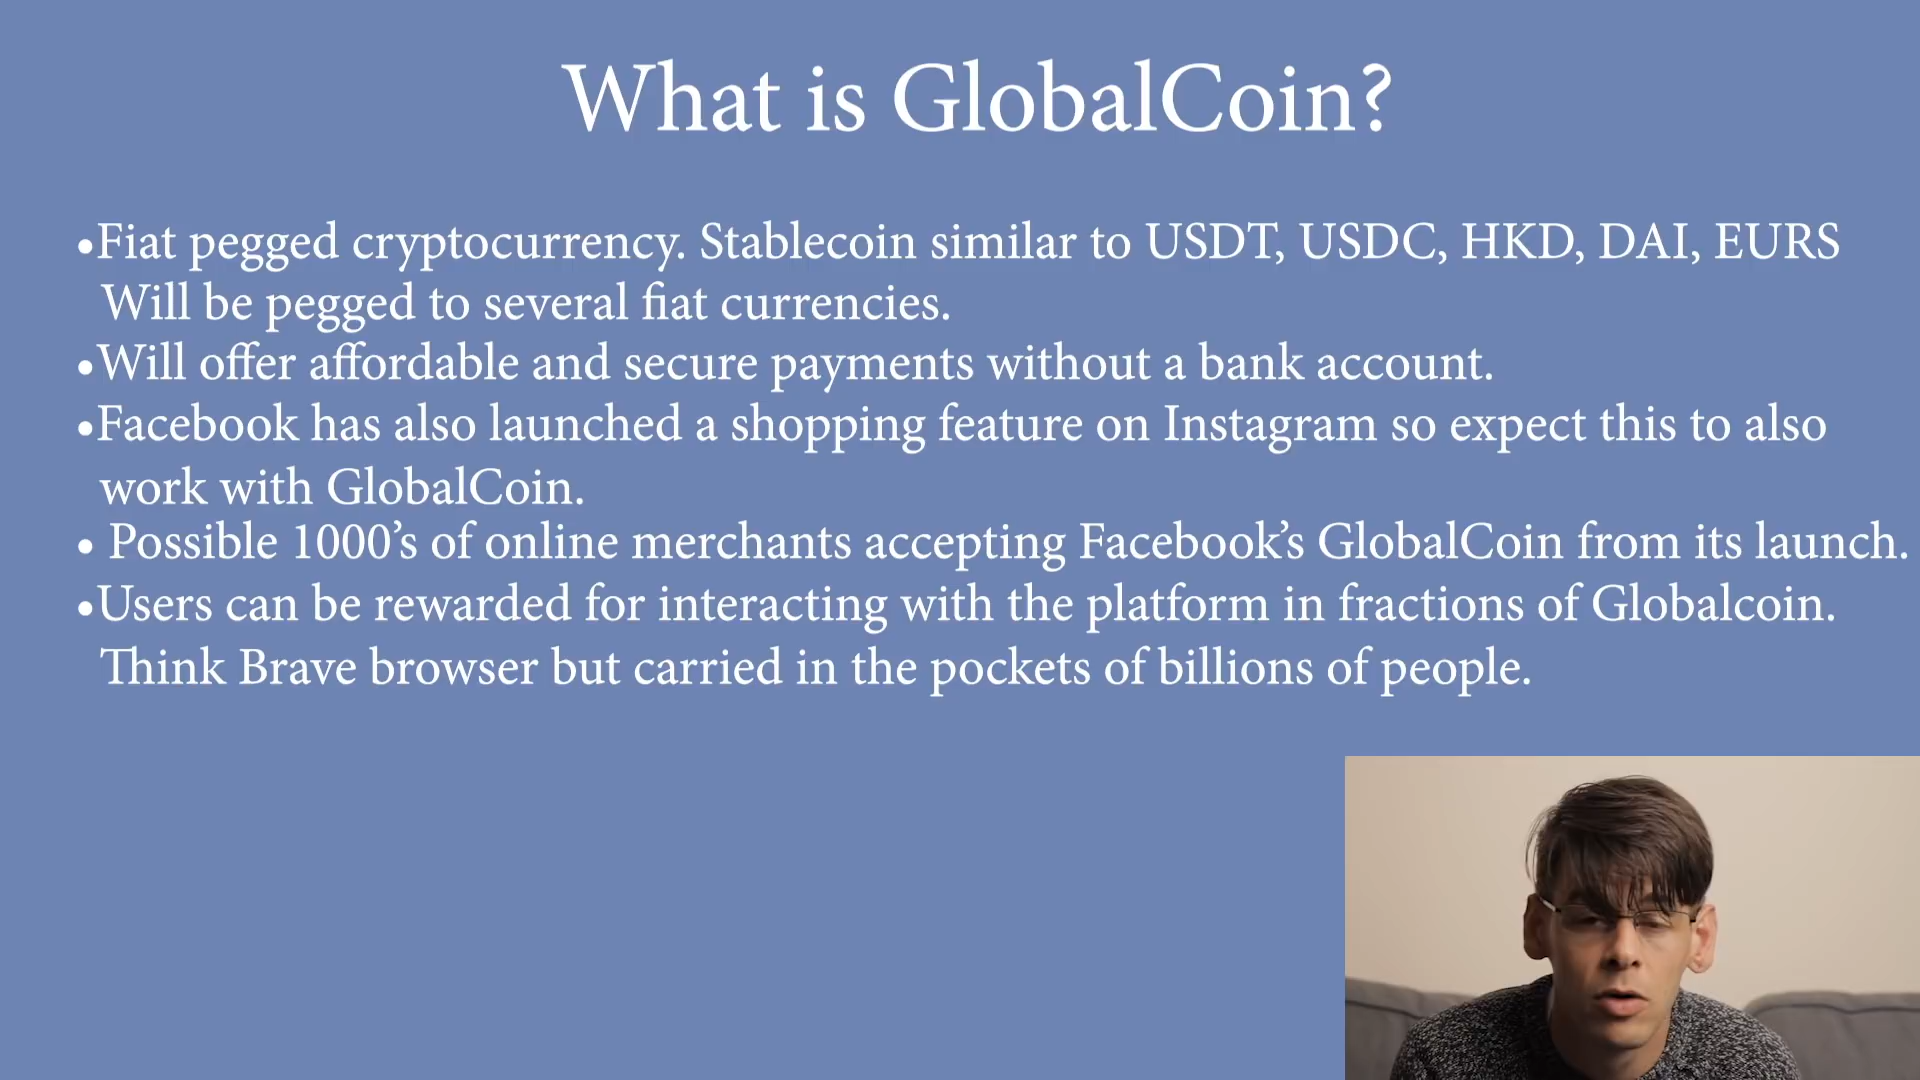 What is GlobalCoin?
•Fiat pegged cryptocurrency. Stablecoin similar to USDT, USDC, HKD, DAI, EURS
Will be pegged to several fiat currencies.
•Will offer affordable and secure payments without a bank account.
•Facebook has also launched a shopping feature on Instagram so expect this to also
work with GlobalCoin.
• Possible 1000’s of online merchants accepting Facebook’s GlobalCoin from its launch.
•Users can be rewarded for interacting with the platform in fractions of Globalcoin.
Think Brave browser but carried in the pockets of billions of people.